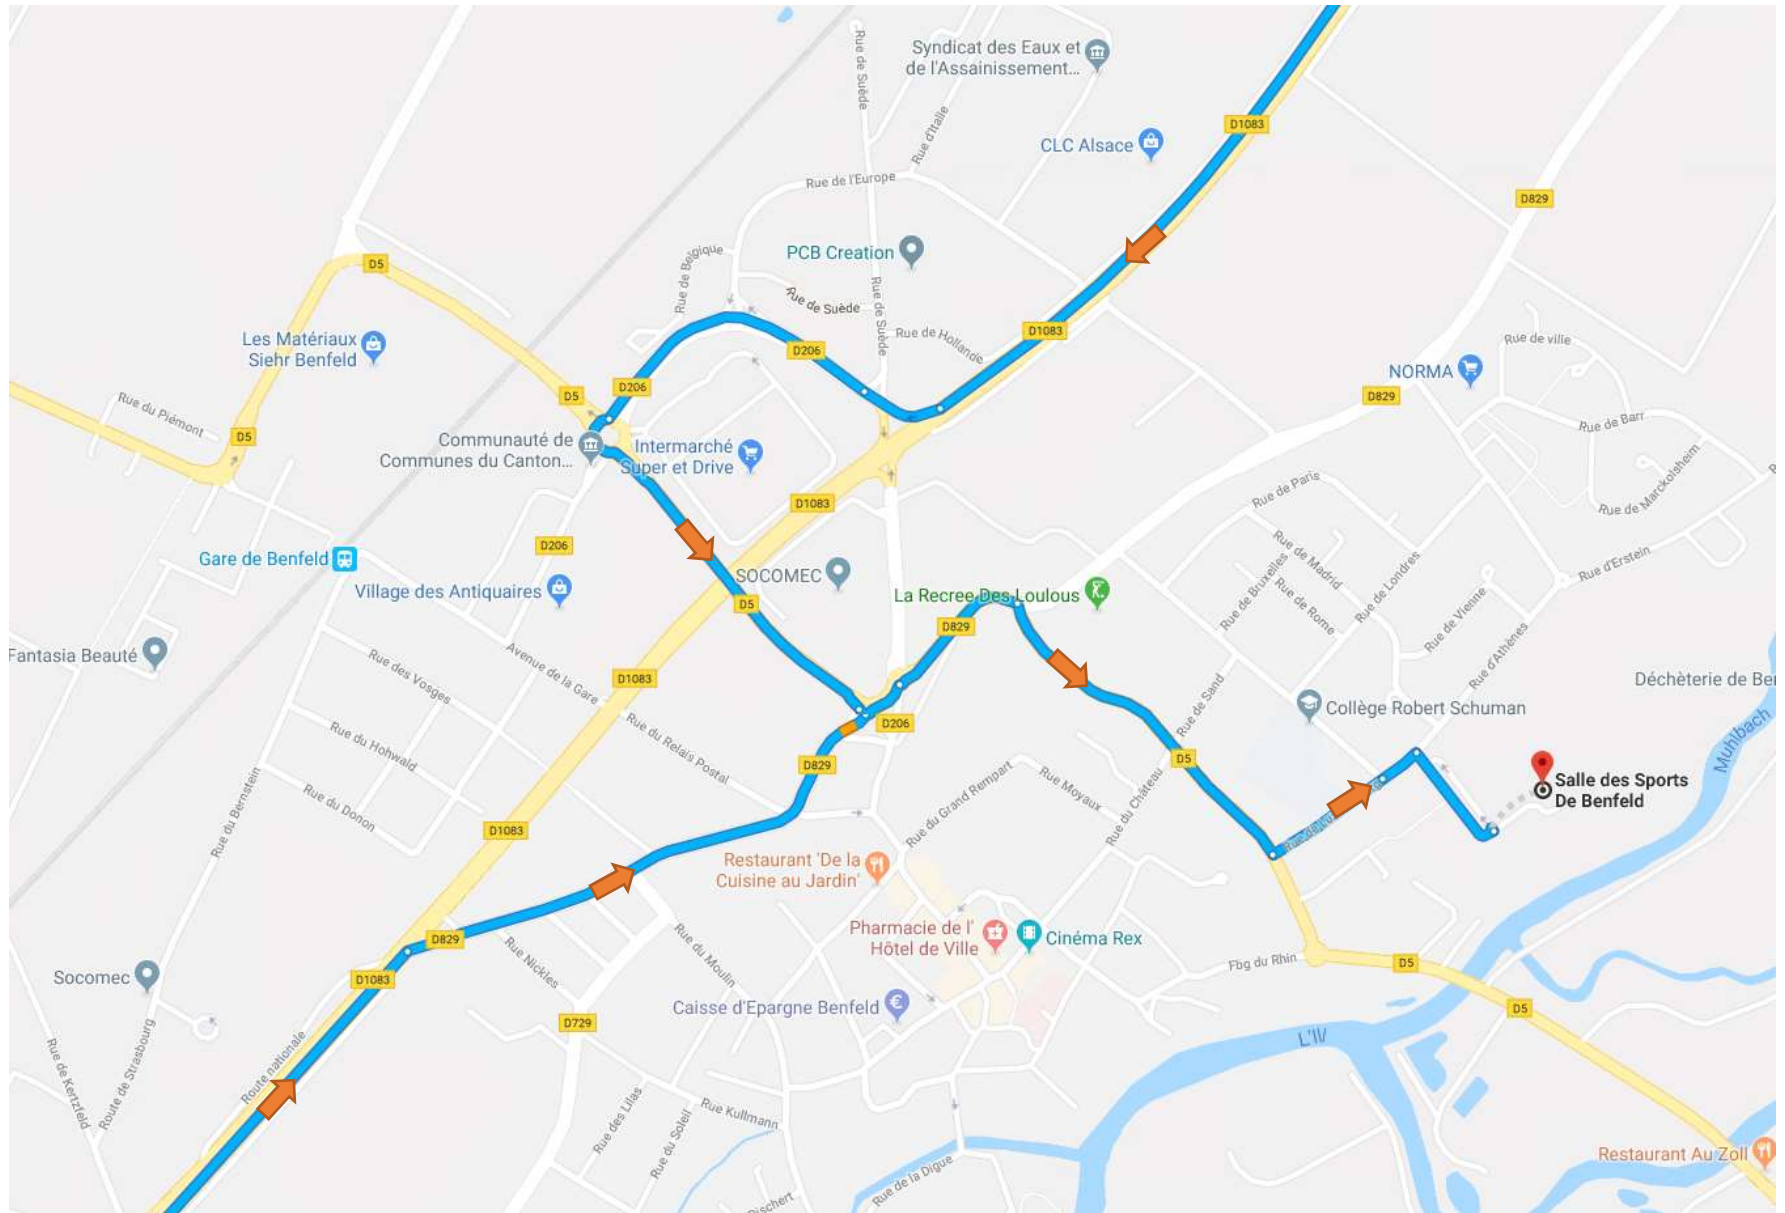 Syndicat des Eaux et
de l'Assainissement...
Rue de Suède
Rue d'Italie
D1083
CLC Alsace
Rue de l'Europe
D829
PCB Creation
Rue de Belgique
D5
Rue de Suède
Rue de Suède
Rue de Hollande
D1083
Les Matériaux
Siehr Benfeld
D206
Rue de ville
NORMA
D206
D5
D829
Rue du Piémont
Rue de Barr
D5
Communauté de
Communes du Canton...
Intermarché
Super et Drive
Rue de Marckolsheim
Rue de Paris
D1083
D206
Gare de Benfeld
Rue de Madrid
Rue de Londres
Rue d'Erstein
SOCOMEC
Village des Antiquaires
La Recree Des Loulous
Rue de Bruxelles
Rue de Rome
D5
D829
Rue de Vienne
Fantasia Beauté
Avenue de la Gare
Rue des Vosges
D1083
Rue d'Athènes
Rue de Sand
Déchèterie de Ben
Collège Robert Schuman
Rue du Hohwald
Rue du Relais Postal
D206
Muhlbach
D829
D5
Rue du Grand Rempart
Rue Moyaux
Rue du Château
Salle des Sports
De Benfeld
Rue du Bernstein
Rue du Donon
D1083
Restaurant 'De la
Cuisine au Jardin'
D829
Rue Nickles
Rue du Moulin
Pharmacie de l'
Hôtel de Ville
Cinéma Rex
Fbg du Rhin
D5
Socomec
D1083
Caisse d'Epargne Benfeld
D729
D5
L'Ill
Route nationale
Rue de Kertzfeld
Route de Strasbourg
Rue des Lilas
Rue du Soleil
Rue Kullmann
Rue de la Digue
Restaurant Au Zoll